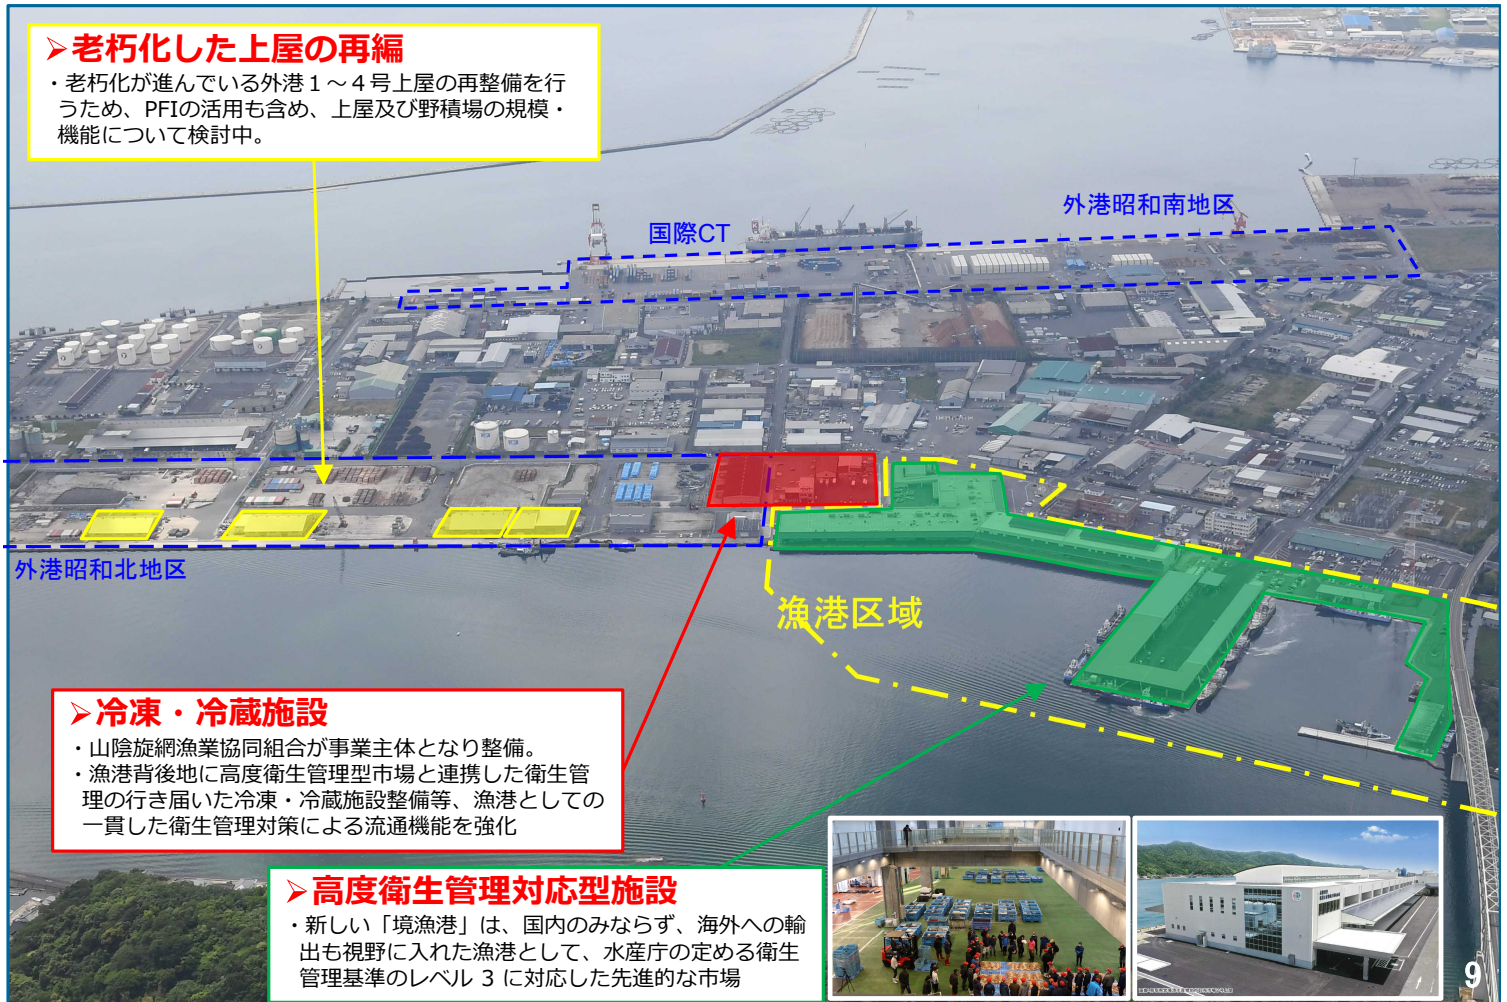 ➢老朽化した上屋の再編
・老朽化が進んでいる外港１～４号上屋の再整備を行
うため、PFIの活用も含め、上屋及び野積場の規模・
機能について検討中。
外港昭和南地区
国際CT
外港昭和北地区
漁港区域
➢冷凍・冷蔵施設
・山陰旋網漁業協同組合が事業主体となり整備。
・漁港背後地に高度衛生管理型市場と連携した衛生管
理の行き届いた冷凍・冷蔵施設整備等、漁港としての
一貫した衛生管理対策による流通機能を強化
➢高度衛生管理対応型施設
・新しい「境漁港」は、国内のみならず、海外への輸
出も視野に入れた漁港として、水産庁の定める衛生
管理基準のレベル３に対応した先進的な市場
9